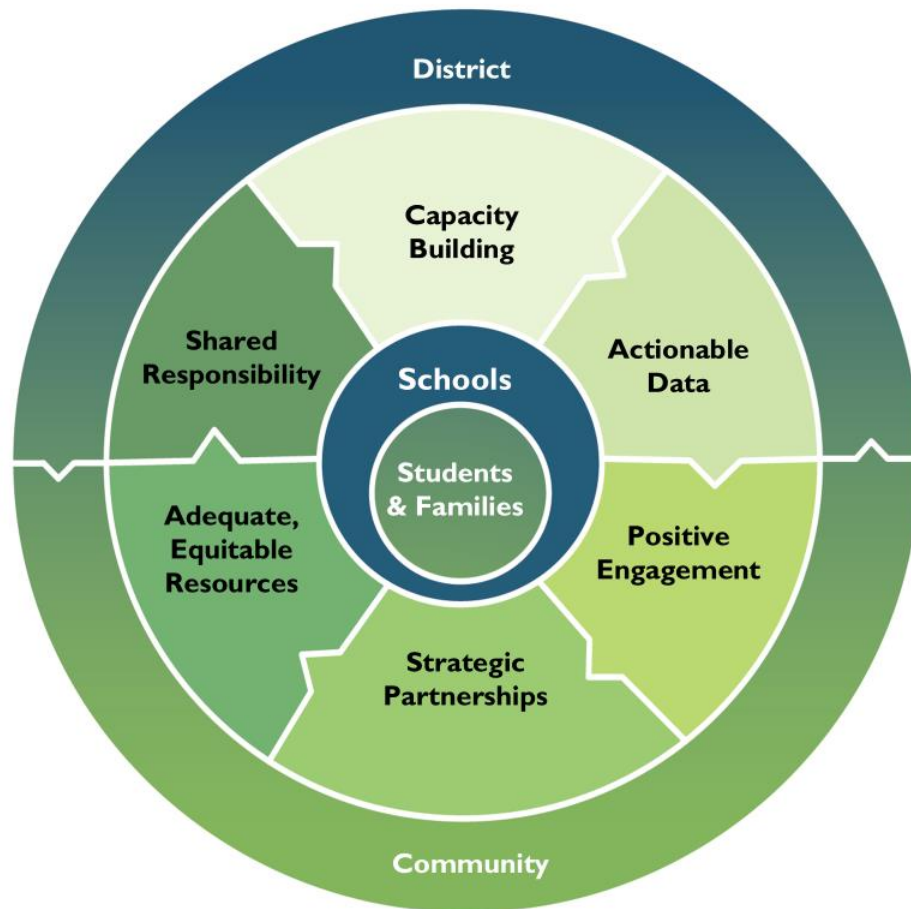 District
Capacity
Building
Shared
Responsibility
Actionable
Data
Schools
Students
& Families
Adequate,
Equitable
Resources
Positive
Engagement
Strategic
Partnerships
Community